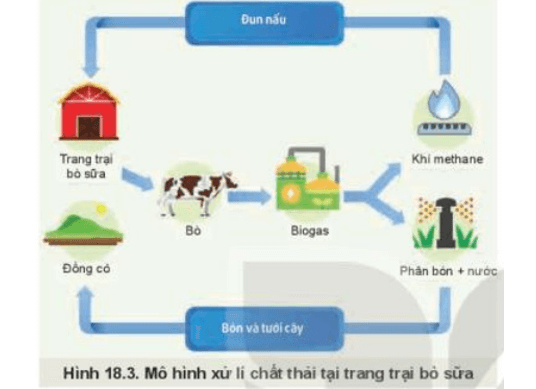 Đun nấu
Trang trại
bò sữa
Khí methane
Bò
Biogas
Đồng cỏ
Phân bón + nước
Bón và tưới cây
Hình 18.3. Mô hình xử lí chất thải tại trang trại bò sữa